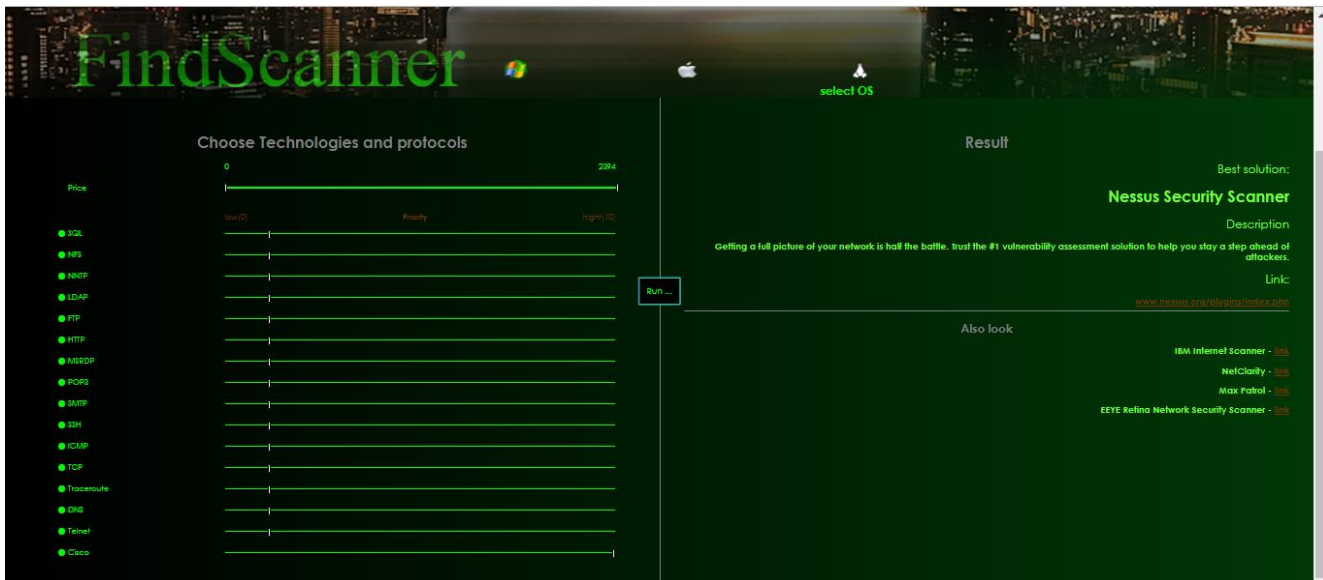 FindScanner
select OS
Choose Technologies and protocols
0 2394
Price
low(0) Priority hight(10)
SQL
NFS
NNTP
LDAP
FTP
HTTP
MSRDP
POP3
SMTP
SSH
ICMP
TCP
Traceroute
DNS
Telnet
Cisco
Run ...
Result
Best solution:
Nessus Security Scanner
Description
Getting a full picture of your network is half the battle. Trust the #1 vulnerability assessment solution to help you stay a step ahead of
attackers.
Link:
www.nessus.org/plugins/index.php
Also look
IBM Internet Scanner - link
NetClarity - link
Max Patrol - link
EEYE Retina Network Security Scanner - link